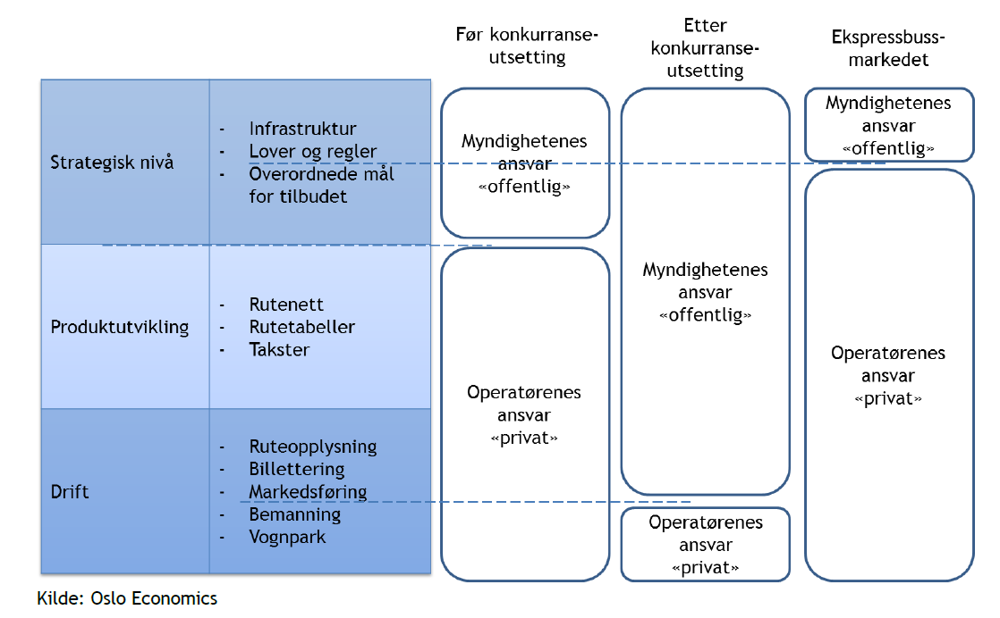 Før konkurranse-
utsetting
Etter
konkurranse-
utsetting
Ekspressbuss-
markedet
Strategisk nivå
- Infrastruktur
- Lover og regler
- Overordnede mål
for tilbudet
Myndighetenes
ansvar
«offentlig»
Myndighetenes
ansvar
«offentlig»
Myndighetenes
ansvar
«offentlig»
Produktutvikling
- Rutenett
- Rutetabeller
- Takster
Operatørenes
ansvar
«privat»
Operatørenes
ansvar
«privat»
Drift
- Ruteopplysning
- Billettering
- Markedsføring
- Bemanning
- Vognpark
Operatørenes
ansvar
«privat»
Kilde: Oslo Economics